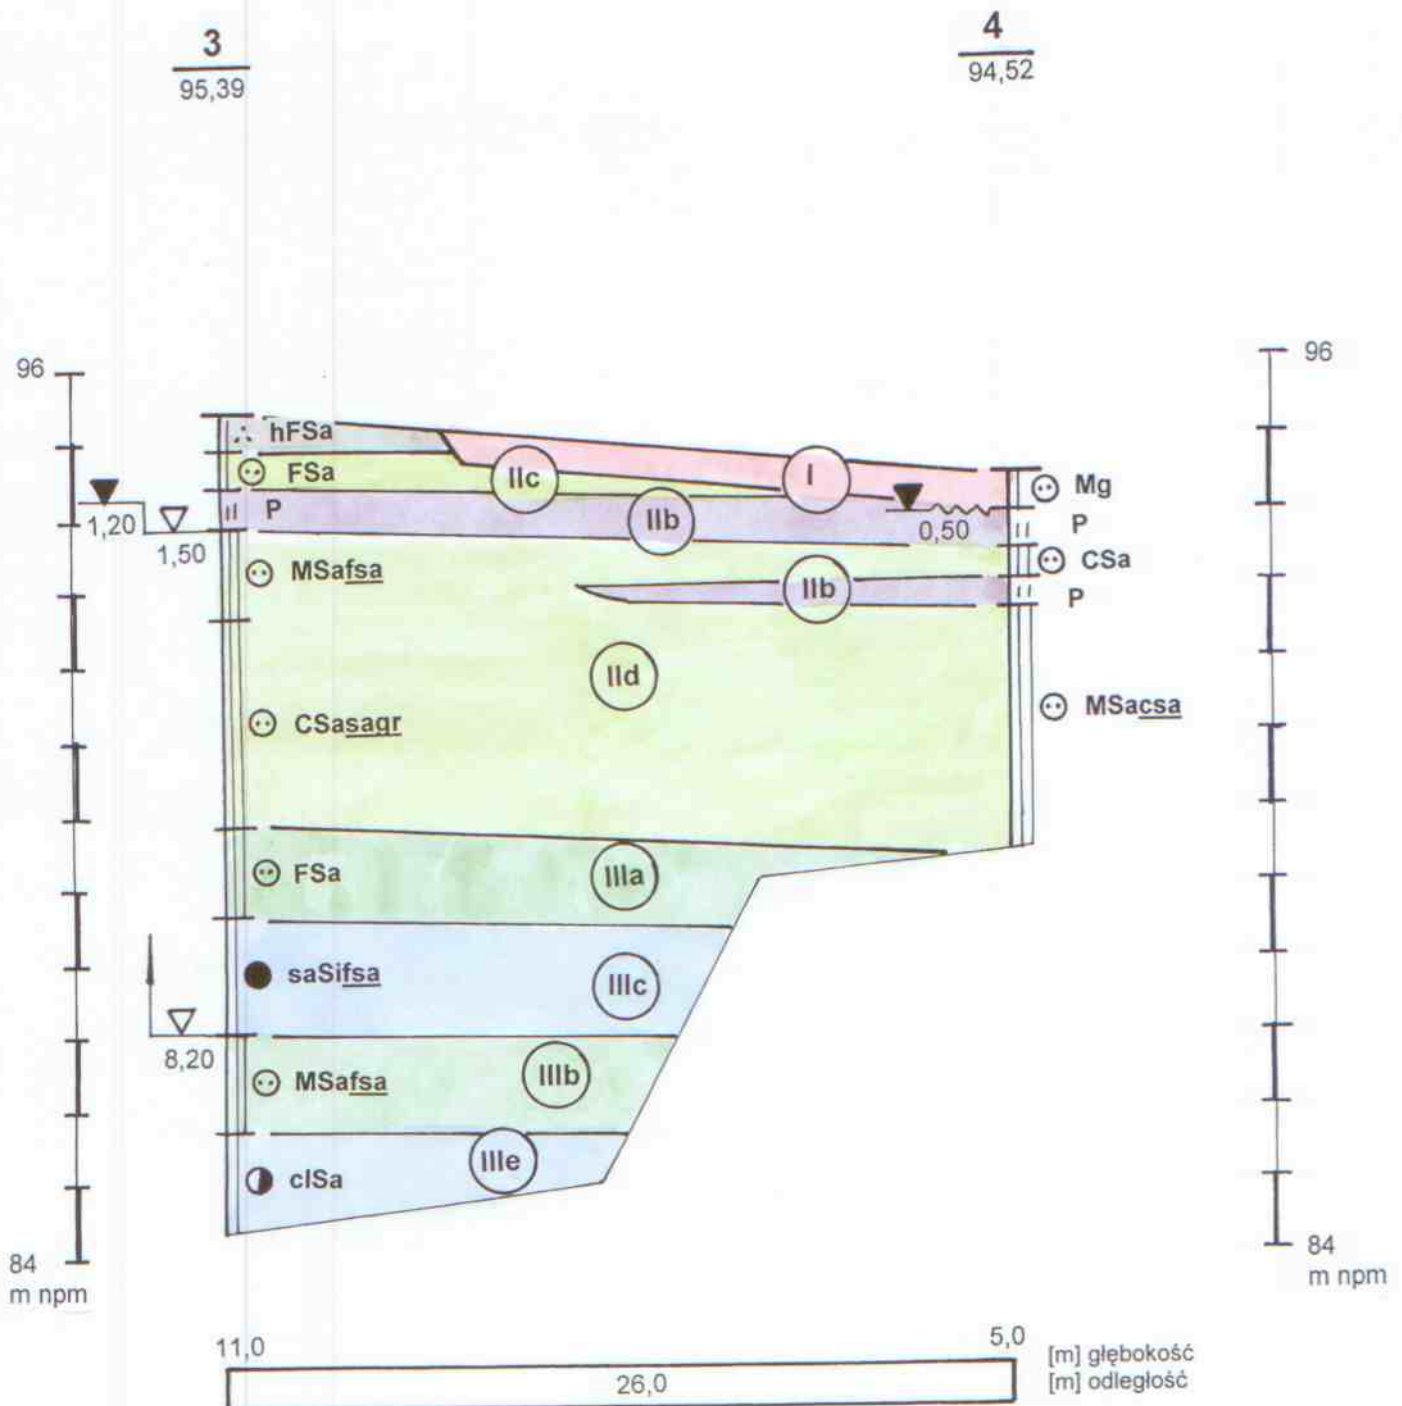 3
4
95,39
94,52
96
96
hFSa
FSa
IIc
I
Mg
P
IIb
P
1,20
0,50
1,50
CSa
MSafsa
IIb
P
IId
CSasagr
MSacsa
FSa
IIIa
saSifsa
IIIc
8,20
MSafsa
IIIb
IIIe
clSa
84
m npm
84
m npm
11,0
5,0
[m] głębokość
26,0
[m] odległość